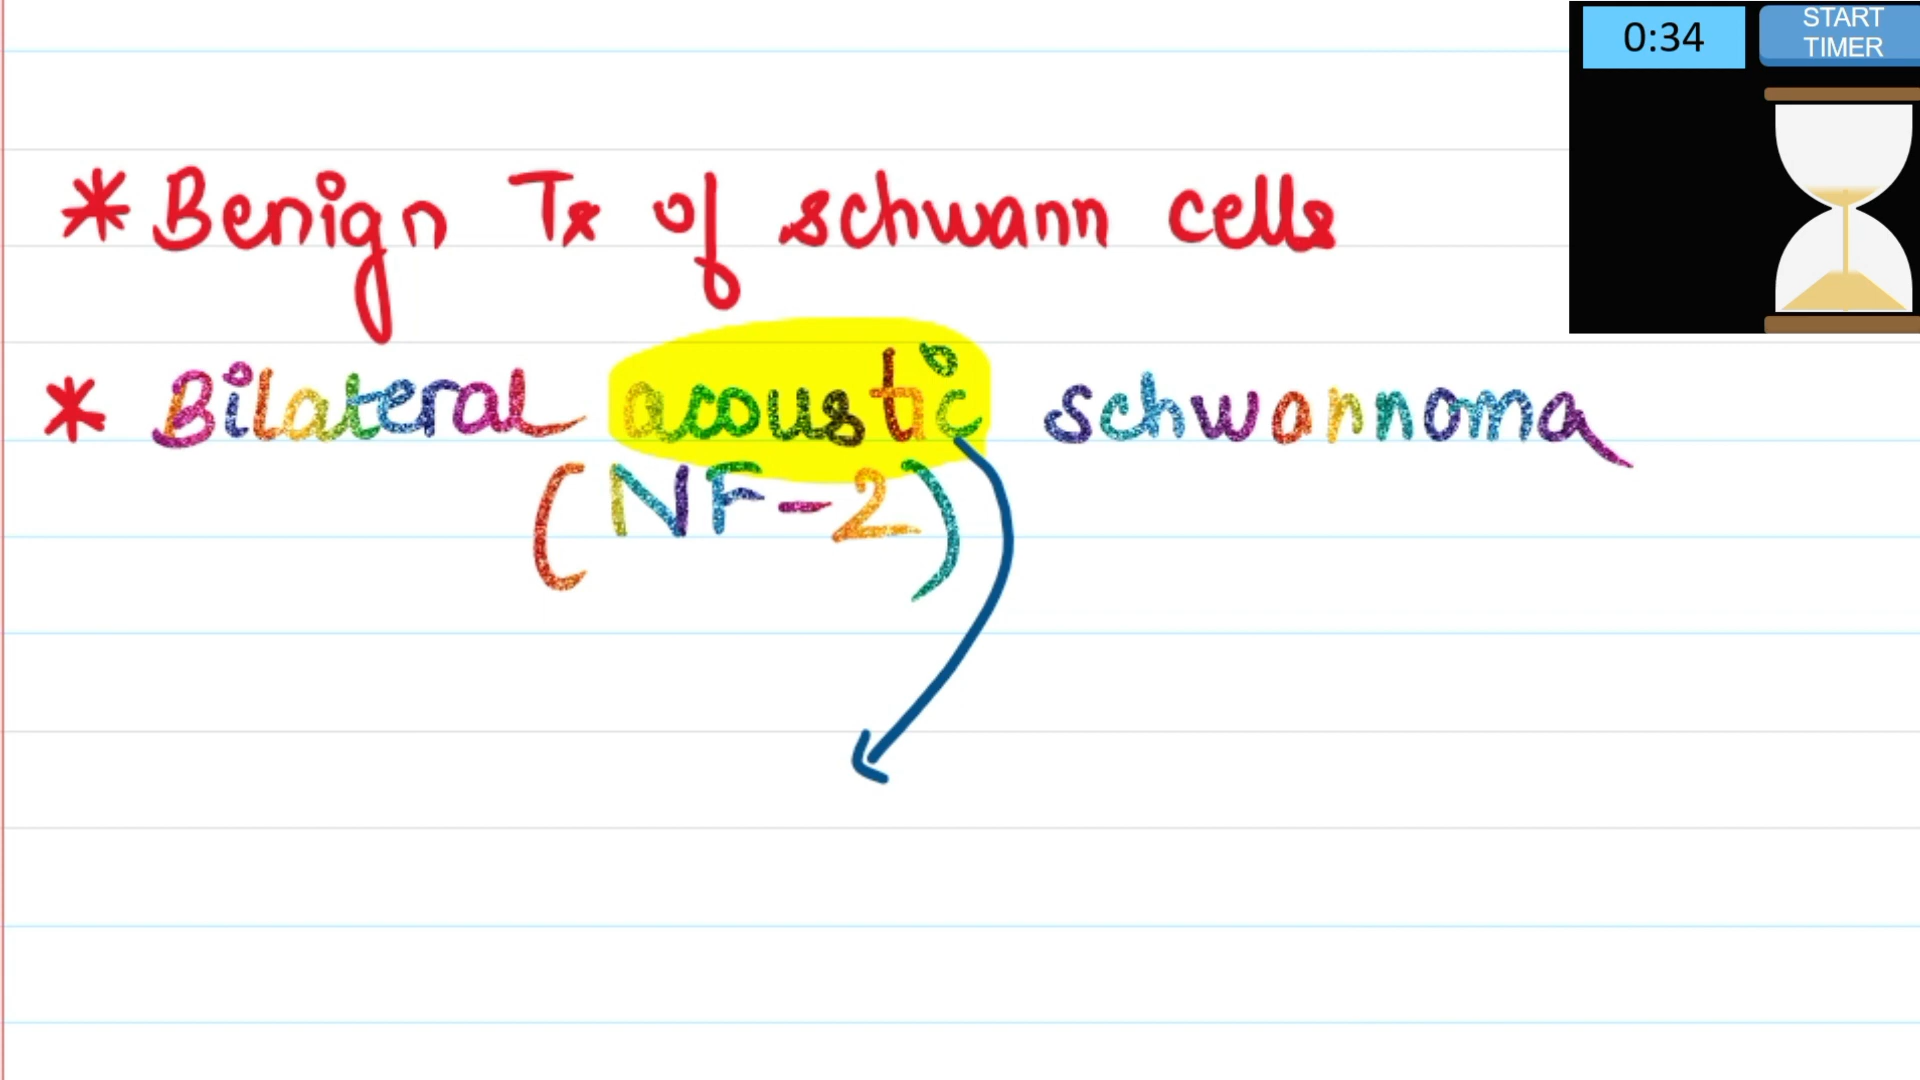 0:34
START
TIMER
* Benign Tx of schwann cells
* Bilateral acoustic schwannoma
(NF-2)